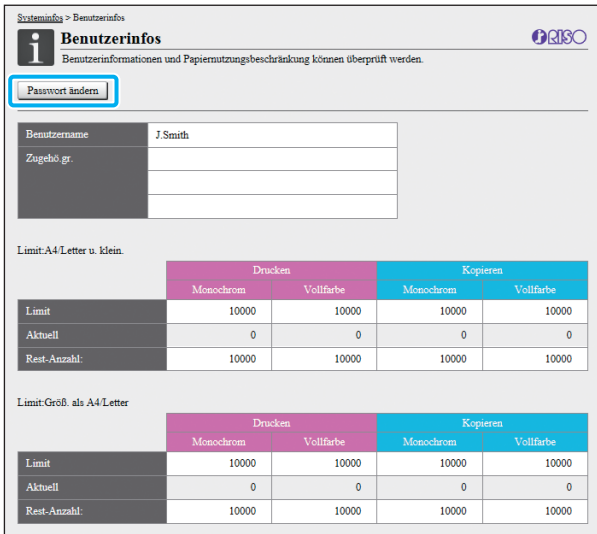 Systeminfos > Benutzerinfos
Benutzerinfos
RISO
Benutzerinformationen und Papiernutzungsbeschränkung können überprüft werden.
Passwort ändern
Benutzername J.Smith
Zugehö.gr.
Limit:A4/Letter u. klein.
Drucken Kopieren
Monochrom Vollfarbe Monochrom Vollfarbe
Limit 10000 10000 10000 10000
Aktuell 0 0 0 0
Rest-Anzahl: 10000 10000 10000 10000
Limit:Größ. als A4/Letter
Drucken Kopieren
Monochrom Vollfarbe Monochrom Vollfarbe
Limit 10000 10000 10000 10000
Aktuell 0 0 0 0
Rest-Anzahl: 10000 10000 10000 10000